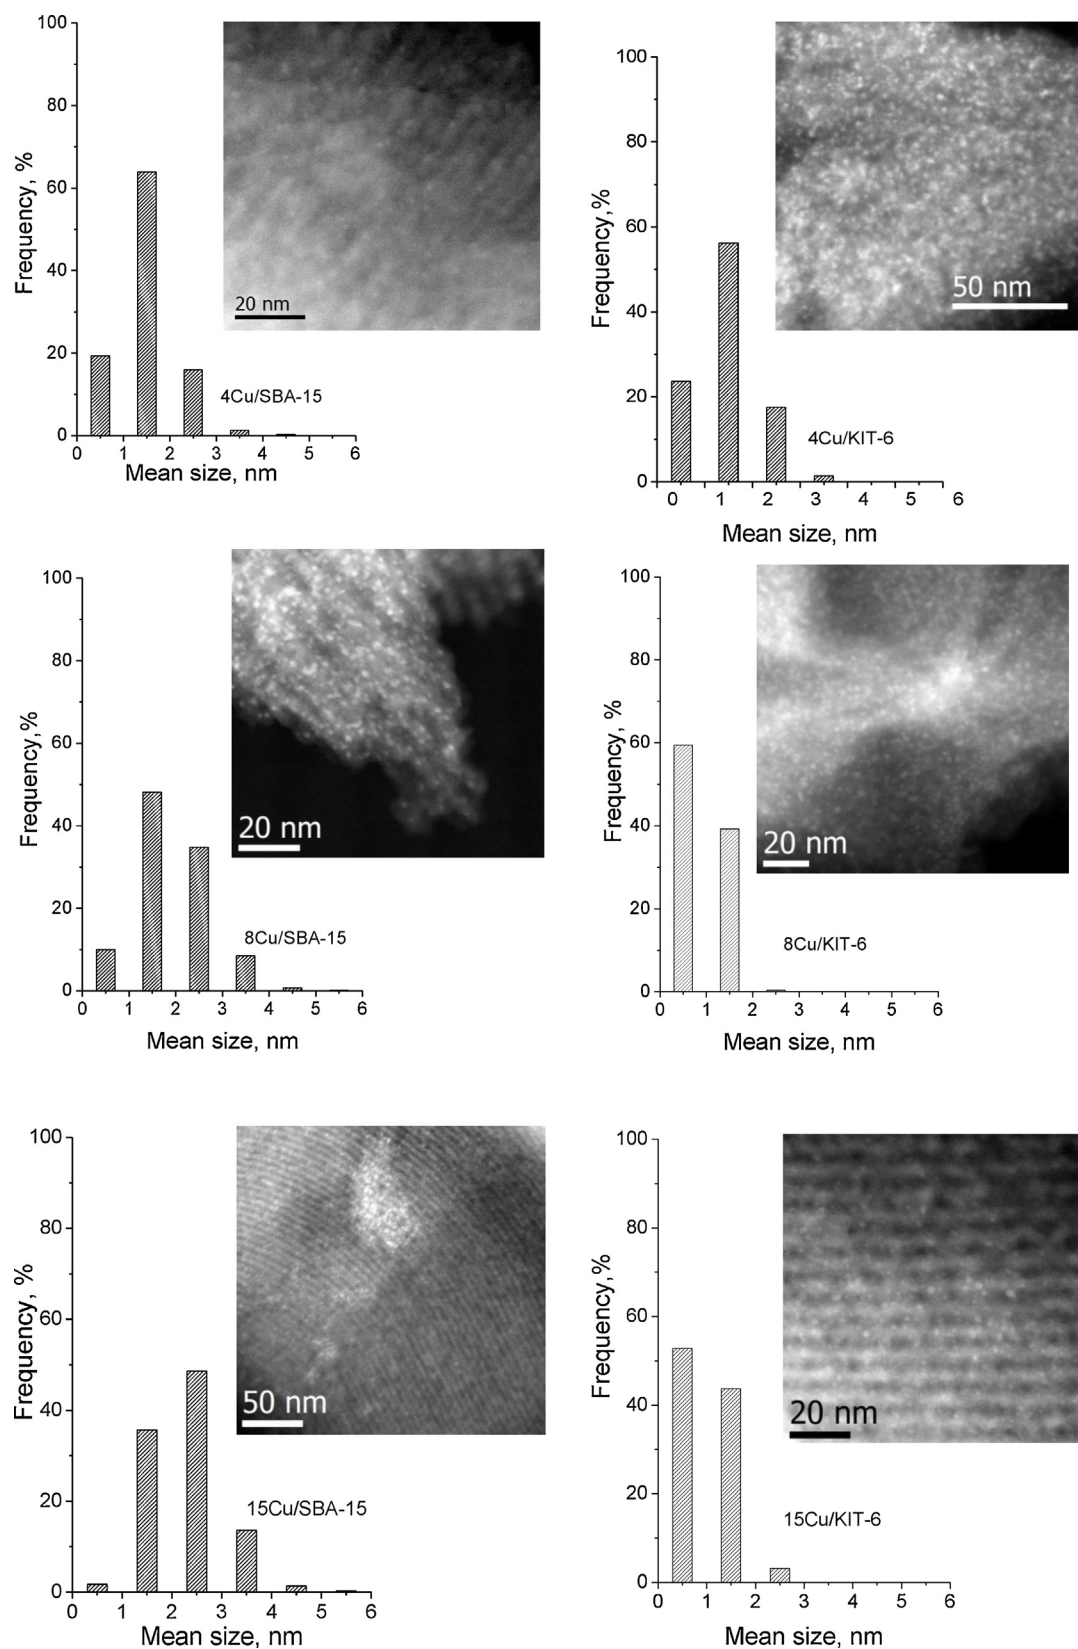 100
80
60
40
20
0
Frequency, %
20 nm
4Cu/SBA-15
0 1 2 3 4 5 6
Mean size, nm
100
80
60
40
20
0
Frequency,%
50 nm
4Cu/KIT-6
0 1 2 3 4 5 6
Mean size, nm
100
80
60
40
20
0
Frequency,%
20 nm
8Cu/SBA-15
0 1 2 3 4 5 6
Mean size, nm
100
80
60
40
20
0
Frequency, %
20 nm
8Cu/KIT-6
0 1 2 3 4 5 6
Mean size, nm
100
80
60
40
20
0
Frequency, %
50 nm
15Cu/SBA-15
0 1 2 3 4 5 6
Mean size, nm
100
80
60
40
20
0
Frequency,%
20 nm
15Cu/KIT-6
0 1 2 3 4 5 6
Mean size, nm